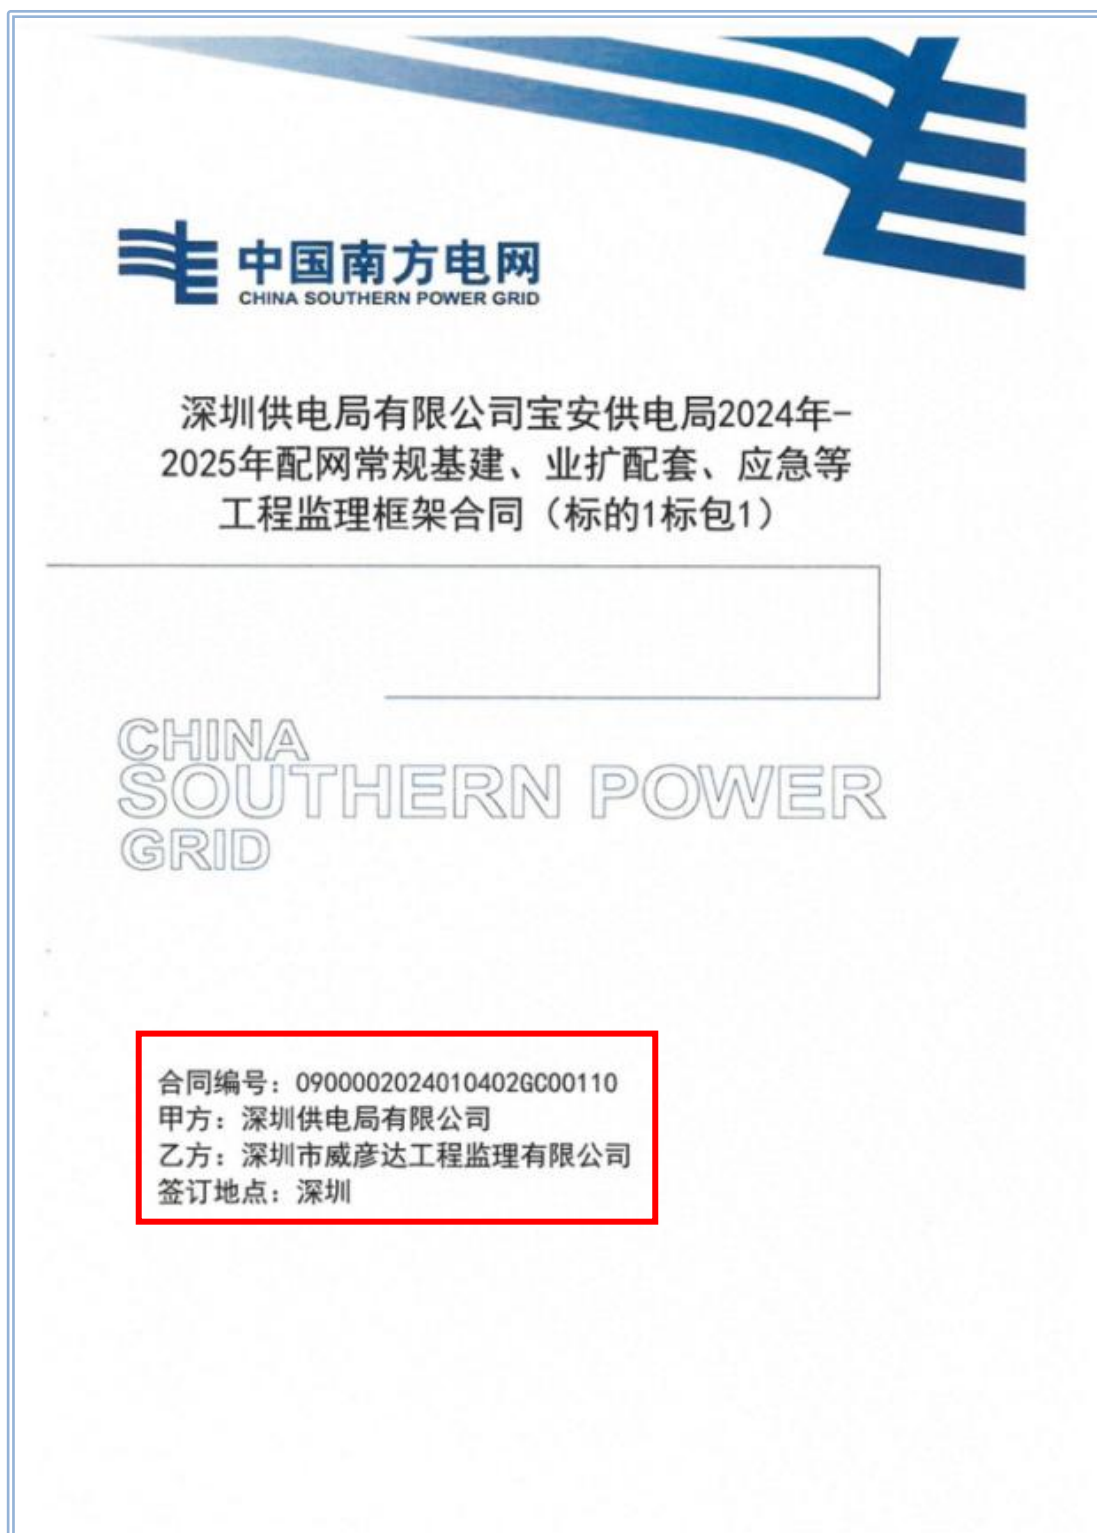 中国南方电网
CHINA SOUTHERN POWER GRID
深圳供电局有限公司宝安供电局2024年-
2025年配网常规基建、业扩配套、应急等
工程监理框架合同（标的1标包1）
CHINA
SOUTHERN POWER
GRID
合同编号：0900002024010402GC00110
甲方：深圳供电局有限公司
乙方：深圳市威彦达工程监理有限公司
签订地点：深圳